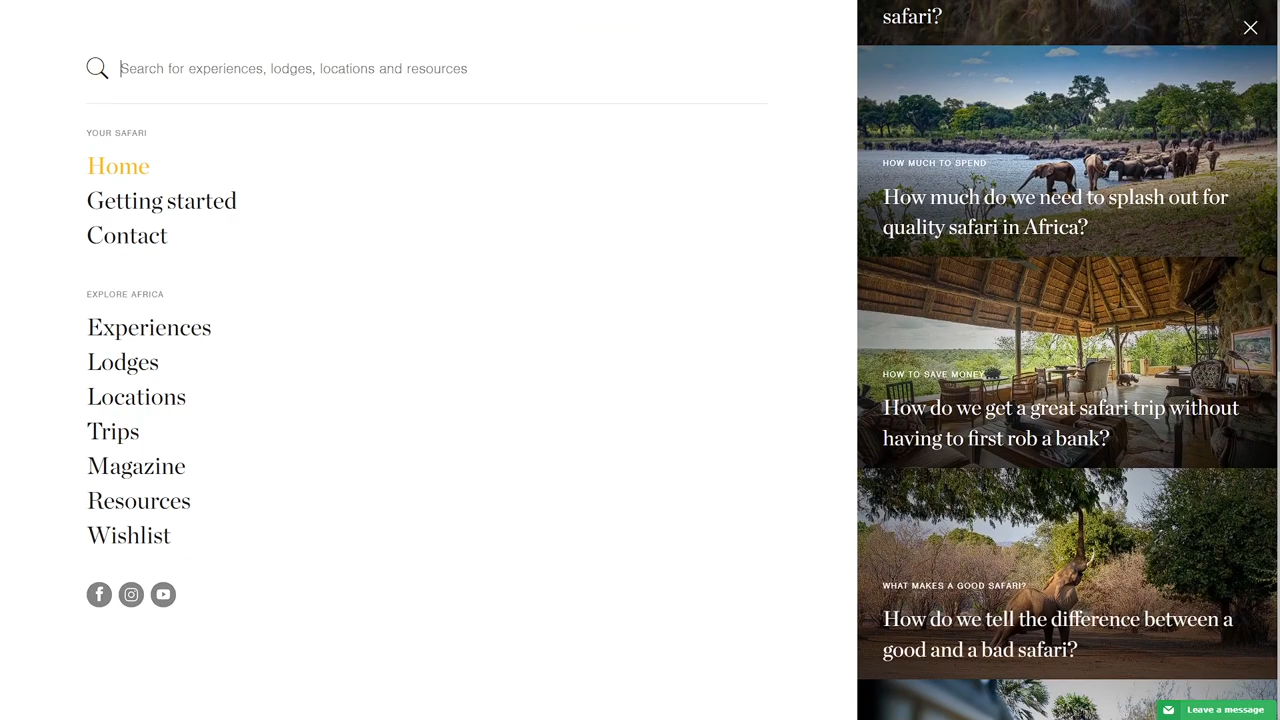 Search for experiences, lodges, locations and resources
YOUR SAFARI
Home
Getting started
Contact
EXPLORE AFRICA
Experiences
Lodges
Locations
Trips
Magazine
Resources
Wishlist
safari?
HOW MUCH TO SPEND
How much do we need to splash out for
quality safari in Africa?
HOW TO SAVE MONEY
How do we get a great safari trip without
having to first rob a bank?
WHAT MAKES A GOOD SAFARI?
How do we tell the difference between a
good and a bad safari?
Leave a message